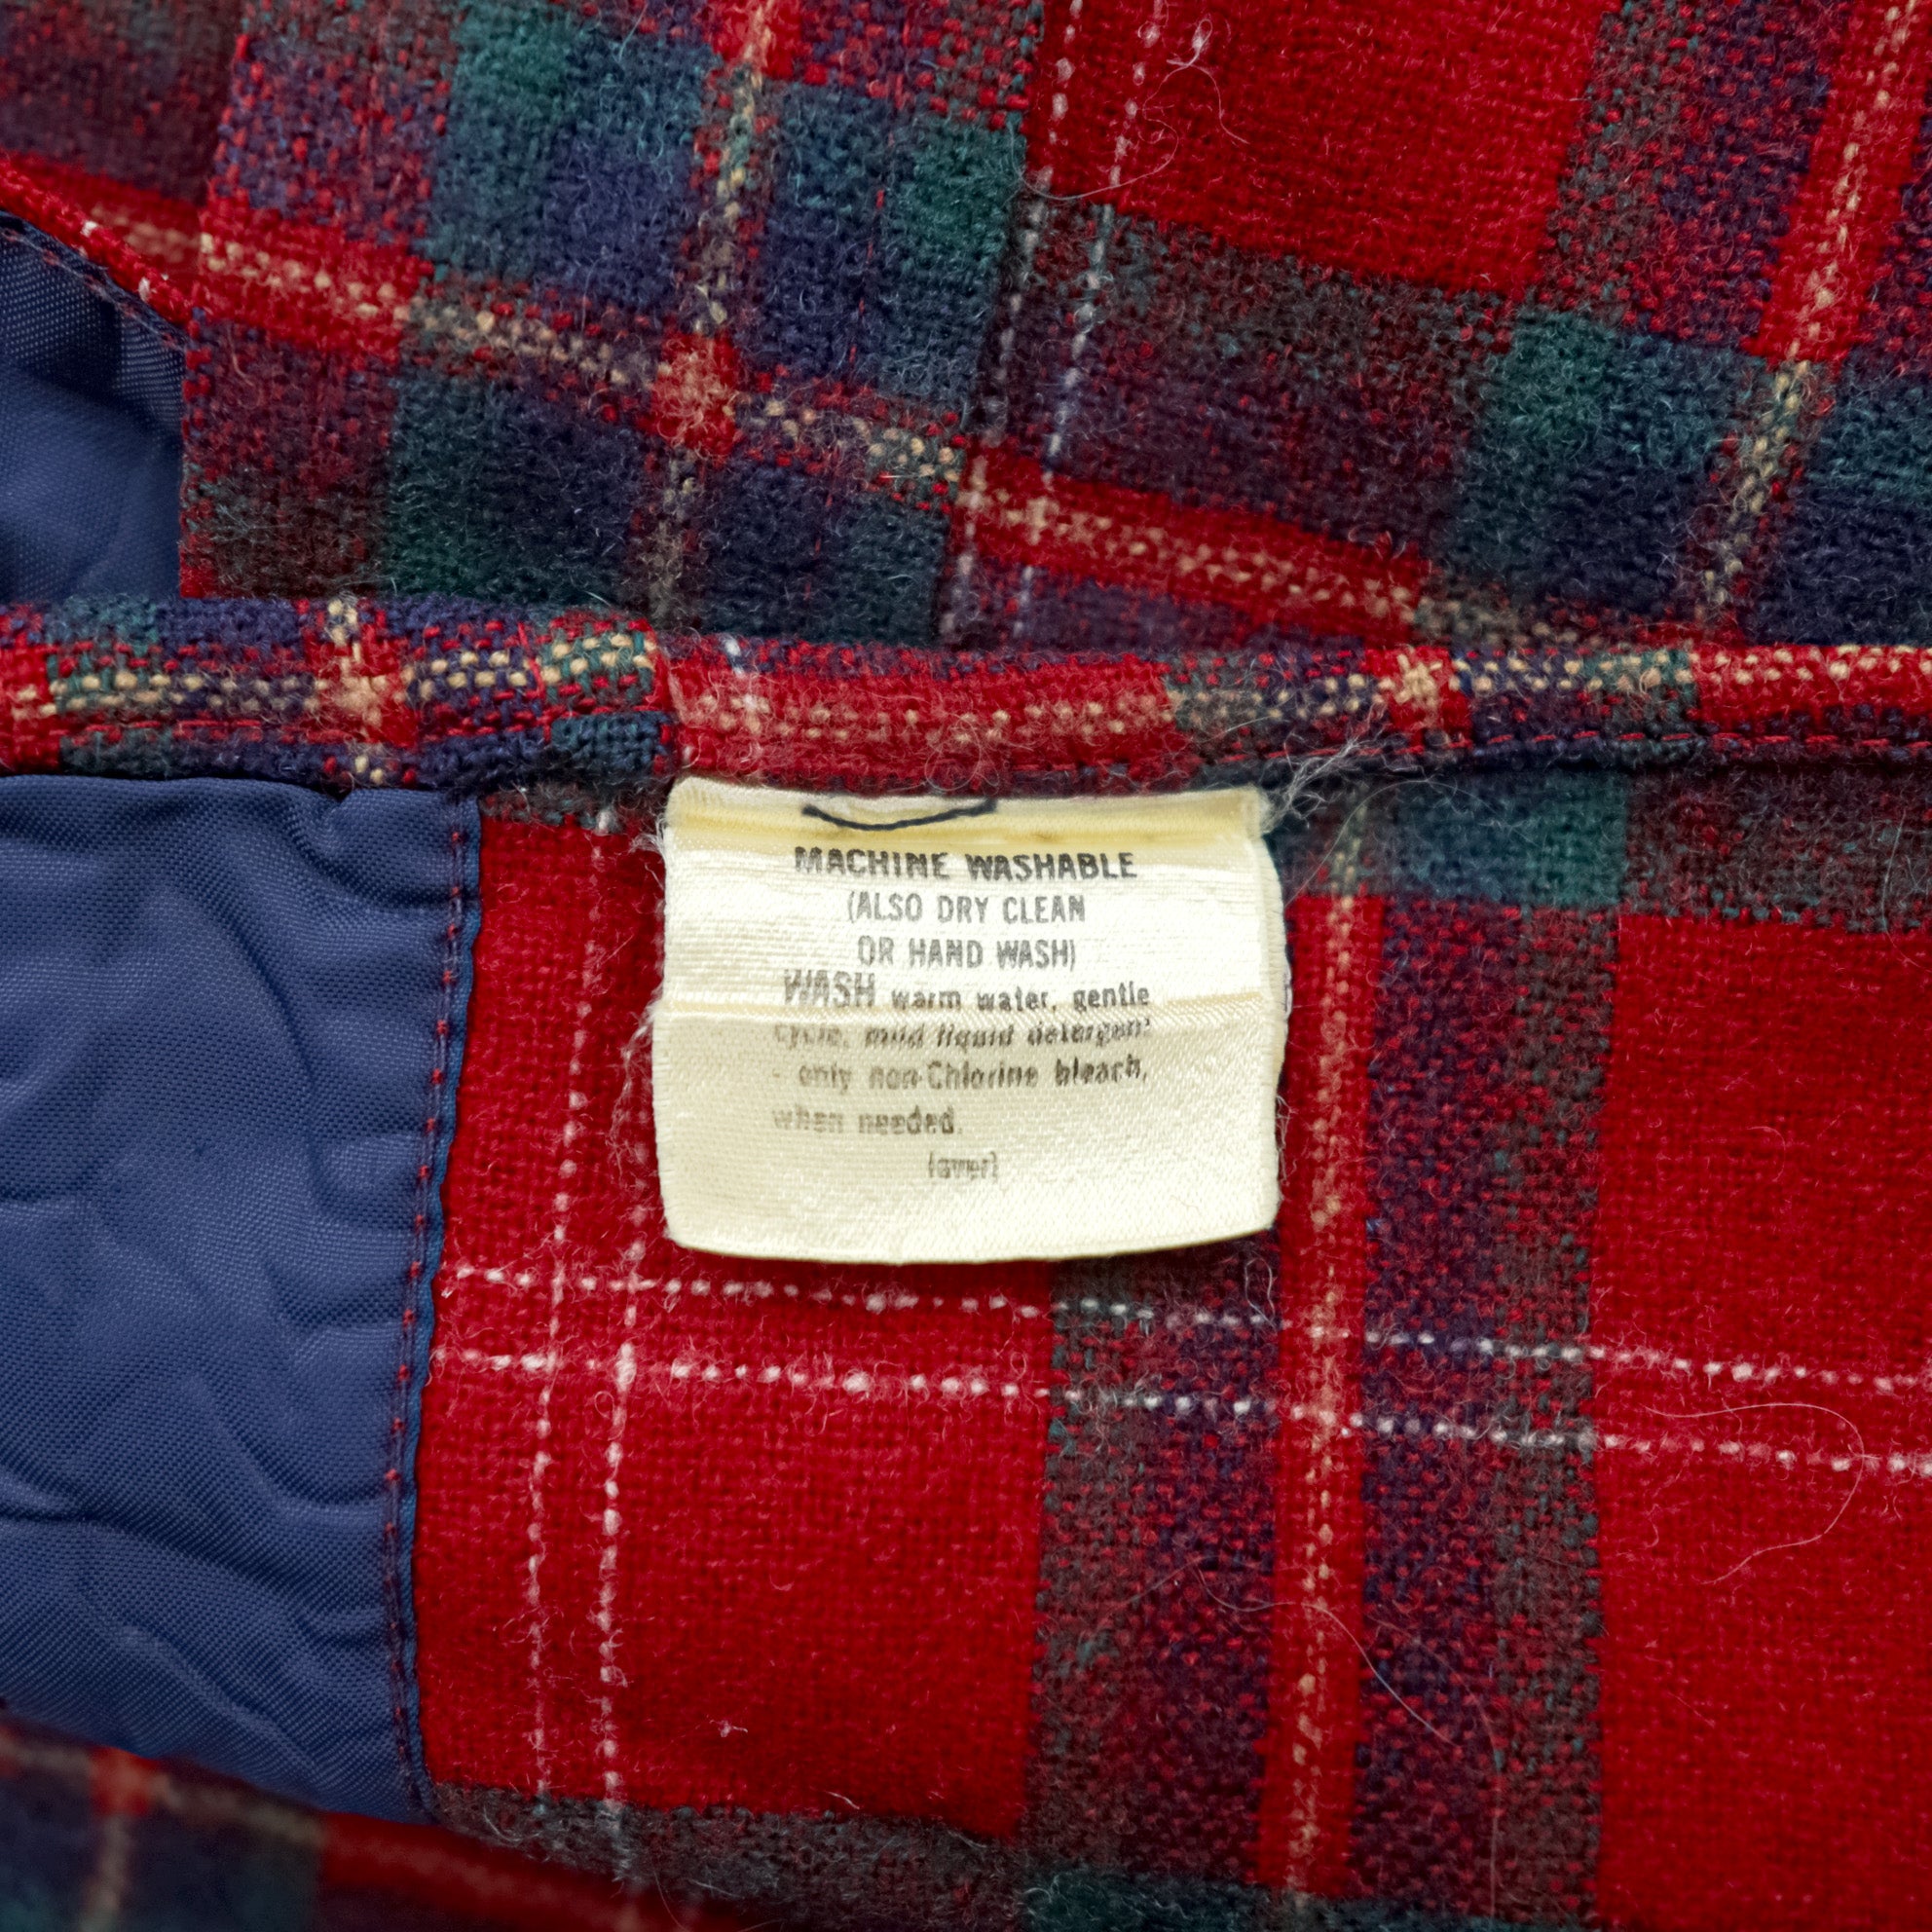 MACHINE WASHABLE
(ALSO DRY CLEAN
OR HAND WASH)
WASH warm water, gentle
cycle, mild liquid detergent
- only non-Chlorine bleach,
when needed.
(over)